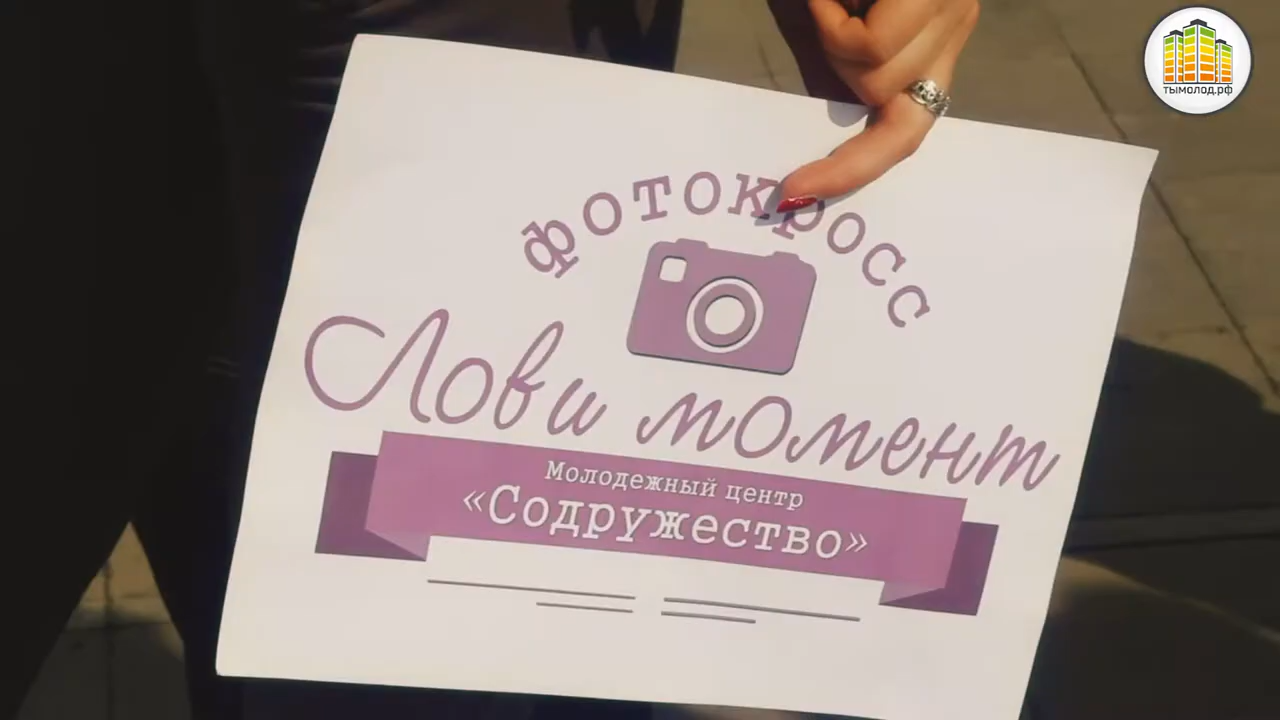 тымолод.рф
фотокросс
Лови момент
Молодежный центр
«Содружество»